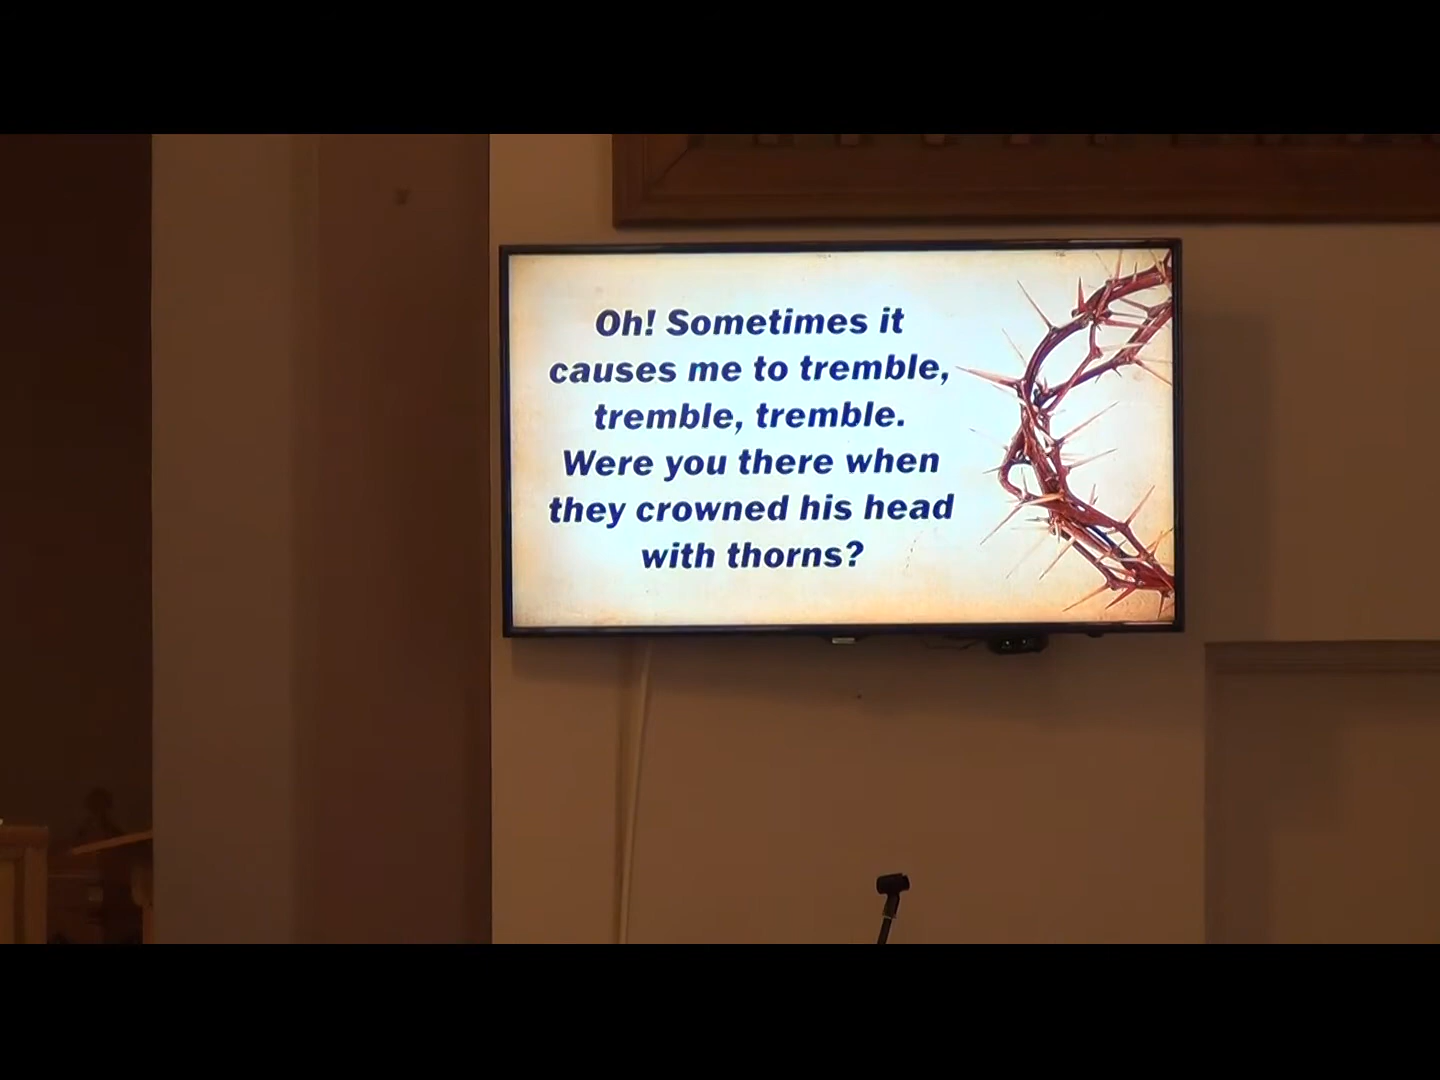 Oh! Sometimes it
causes me to tremble,
tremble, tremble.
Were you there when
they crowned his head
with thorns?